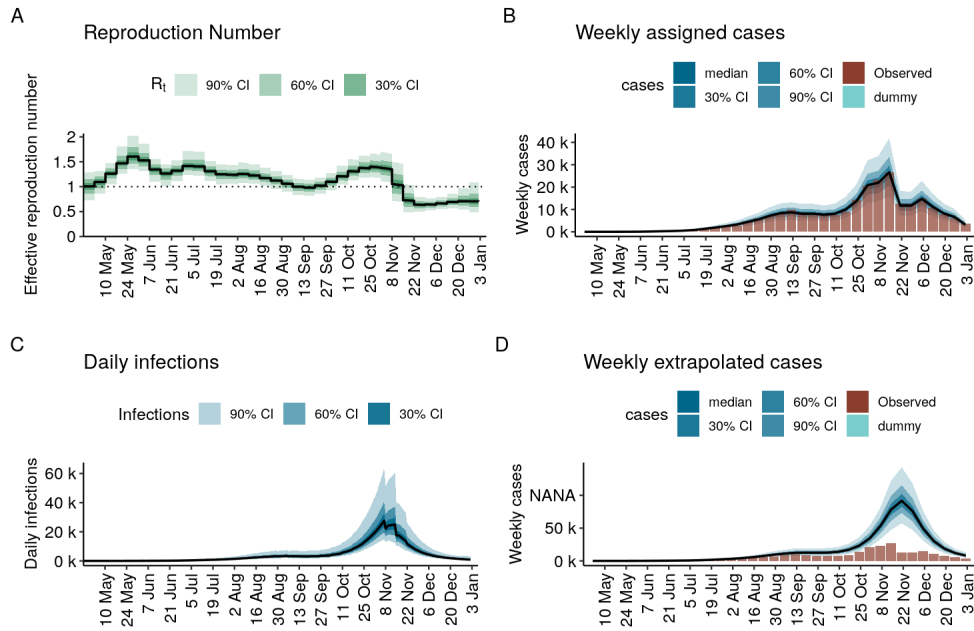 A
Reproduction Number
Rt 90% CI 60% CI 30% CI
Effective reproduction number
2
1.5
1
0.5
0
10 May 24 May 7 Jun 21 Jun 5 Jul 19 Jul 2 Aug 16 Aug 30 Aug 13 Sep 27 Sep 11 Oct 25 Oct 8 Nov 22 Nov 6 Dec 20 Dec 3 Jan
B
Weekly assigned cases
cases
median 60% CI Observed
30% CI 90% CI dummy
Weekly cases
40 k
30 k
20 k
10 k
0 k
10 May 24 May 7 Jun 21 Jun 5 Jul 19 Jul 2 Aug 16 Aug 30 Aug 13 Sep 27 Sep 11 Oct 25 Oct 8 Nov 22 Nov 6 Dec 20 Dec 3 Jan
C
Daily infections
Infections 90% CI 60% CI 30% CI
Daily infections
60 k
40 k
20 k
0 k
10 May 24 May 7 Jun 21 Jun 5 Jul 19 Jul 2 Aug 16 Aug 30 Aug 13 Sep 27 Sep 11 Oct 25 Oct 8 Nov 22 Nov 6 Dec 20 Dec 3 Jan
D
Weekly extrapolated cases
cases
median 60% CI Observed
30% CI 90% CI dummy
Weekly cases
NANA
50 k
0 k
10 May 24 May 7 Jun 21 Jun 5 Jul 19 Jul 2 Aug 16 Aug 30 Aug 13 Sep 27 Sep 11 Oct 25 Oct 8 Nov 22 Nov 6 Dec 20 Dec 3 Jan